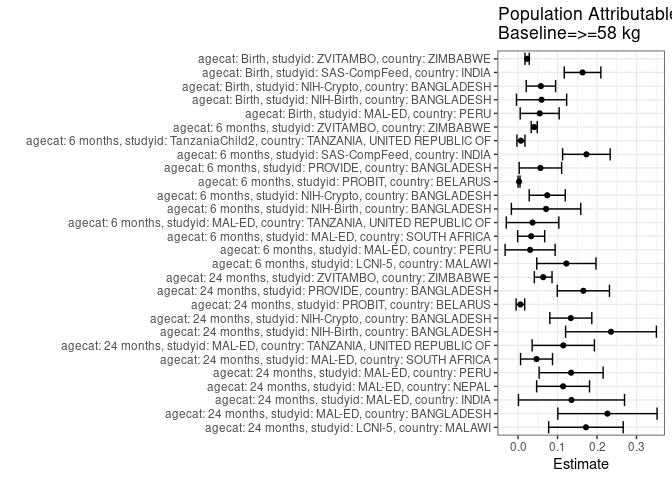 Population Attributable
Baseline=>=58 kg
agecat: Birth, studyid: ZVITAMBO, country: ZIMBABWE
agecat: Birth, studyid: SAS-CompFeed, country: INDIA
agecat: Birth, studyid: NIH-Crypto, country: BANGLADESH
agecat: Birth, studyid: NIH-Birth, country: BANGLADESH
agecat: Birth, studyid: MAL-ED, country: PERU
agecat: 6 months, studyid: ZVITAMBO, country: ZIMBABWE
agecat: 6 months, studyid: TanzaniaChild2, country: TANZANIA, UNITED REPUBLIC OF
agecat: 6 months, studyid: SAS-CompFeed, country: INDIA
agecat: 6 months, studyid: PROVIDE, country: BANGLADESH
agecat: 6 months, studyid: PROBIT, country: BELARUS
agecat: 6 months, studyid: NIH-Crypto, country: BANGLADESH
agecat: 6 months, studyid: NIH-Birth, country: BANGLADESH
agecat: 6 months, studyid: MAL-ED, country: TANZANIA, UNITED REPUBLIC OF
agecat: 6 months, studyid: MAL-ED, country: SOUTH AFRICA
agecat: 6 months, studyid: MAL-ED, country: PERU
agecat: 6 months, studyid: LCNI-5, country: MALAWI
agecat: 24 months, studyid: ZVITAMBO, country: ZIMBABWE
agecat: 24 months, studyid: PROVIDE, country: BANGLADESH
agecat: 24 months, studyid: PROBIT, country: BELARUS
agecat: 24 months, studyid: NIH-Crypto, country: BANGLADESH
agecat: 24 months, studyid: NIH-Birth, country: BANGLADESH
agecat: 24 months, studyid: MAL-ED, country: TANZANIA, UNITED REPUBLIC OF
agecat: 24 months, studyid: MAL-ED, country: SOUTH AFRICA
agecat: 24 months, studyid: MAL-ED, country: PERU
agecat: 24 months, studyid: MAL-ED, country: NEPAL
agecat: 24 months, studyid: MAL-ED, country: INDIA
agecat: 24 months, studyid: MAL-ED, country: BANGLADESH
agecat: 24 months, studyid: LCNI-5, country: MALAWI
0.0 0.1 0.2 0.3
Estimate